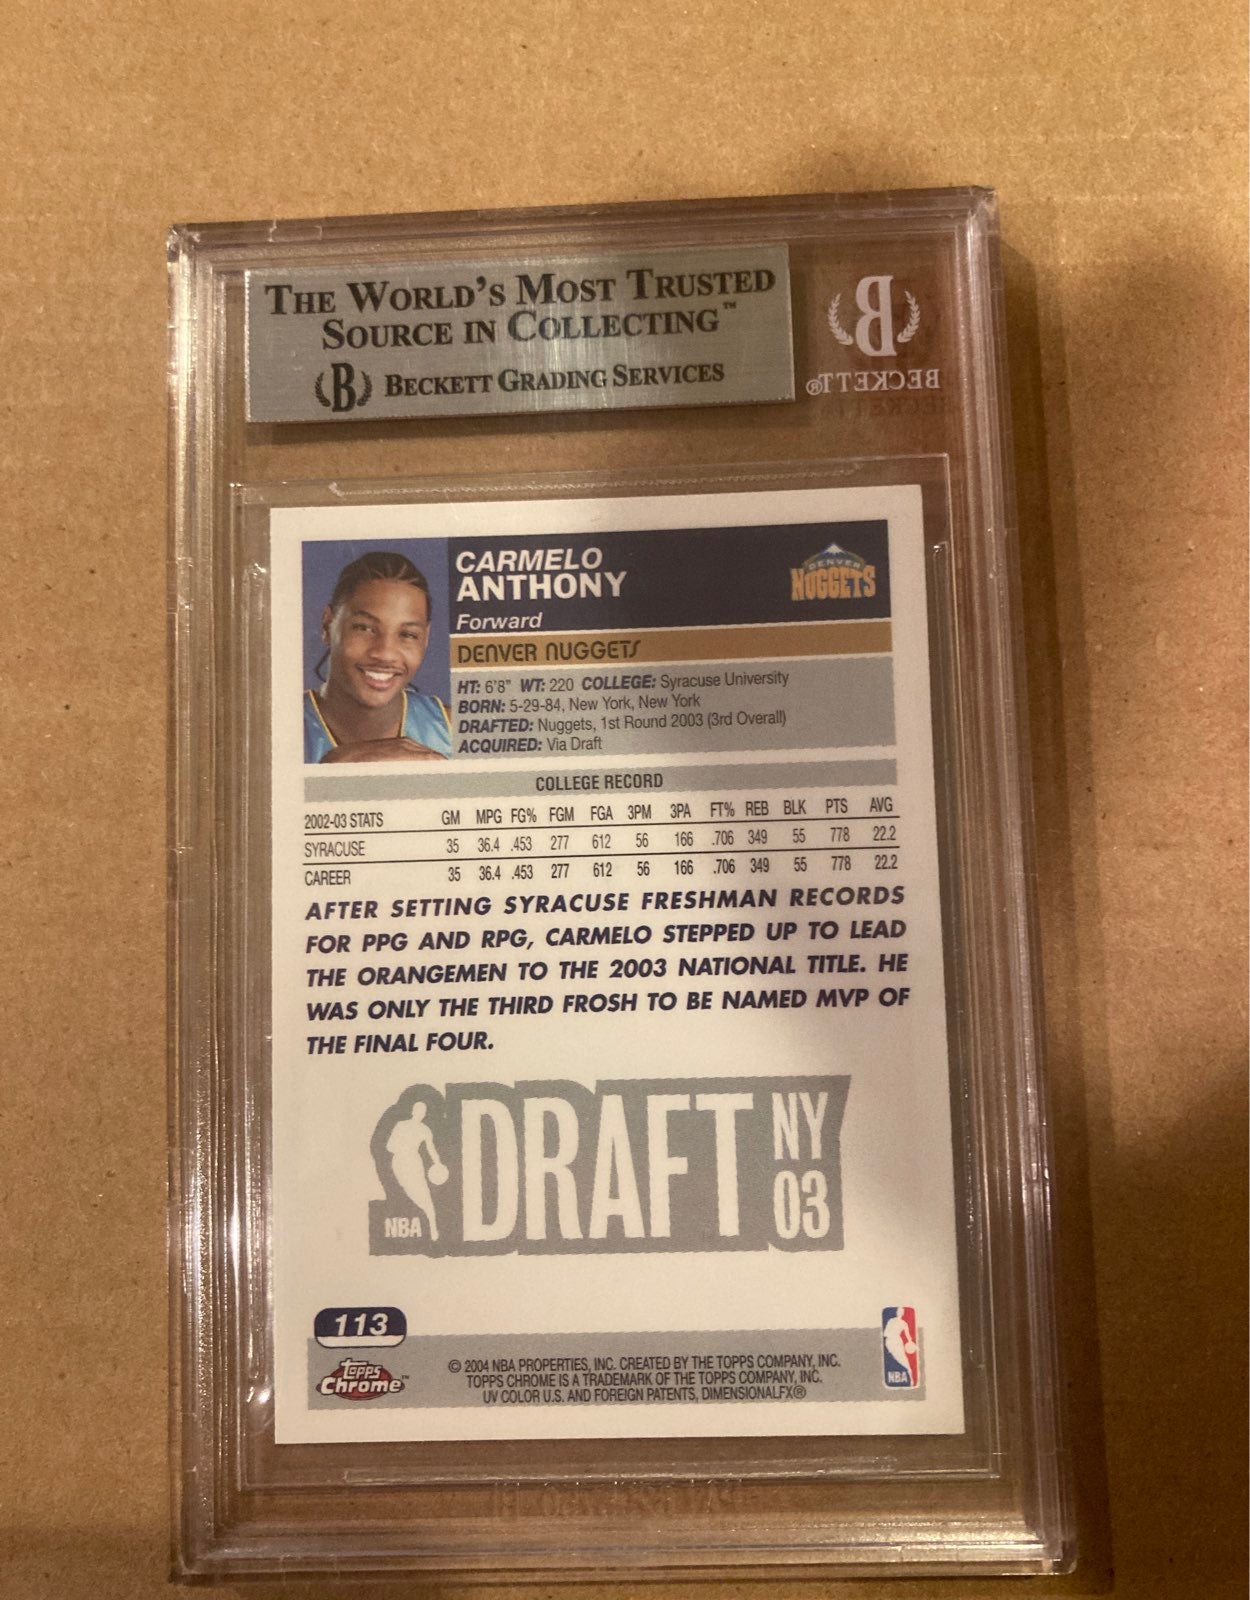 THE WORLD'S MOST TRUSTED
SOURCE IN COLLECTING™
B BECKETT GRADING SERVICES
B
BECKETT®
CARMELO
ANTHONY
Forward
DENVER NUGGETS
DENVER NUGGETS
HT: 6'8" WT: 220 COLLEGE: Syracuse University
BORN: 5-29-84, New York, New York
DRAFTED: Nuggets, 1st Round 2003 (3rd Overall)
ACQUIRED: Via Draft
COLLEGE RECORD
2002-03 STATS GM MPG FG% FGM FGA 3PM 3PA FT% REB BLK PTS AVG
SYRACUSE 35 36.4 .453 277 612 56 166 .706 349 55 778 22.2
CAREER 35 36.4 .453 277 612 56 166 .706 349 55 778 22.2
AFTER SETTING SYRACUSE FRESHMAN RECORDS
FOR PPG AND RPG, CARMELO STEPPED UP TO LEAD
THE ORANGEMEN TO THE 2003 NATIONAL TITLE. HE
WAS ONLY THE THIRD FROSH TO BE NAMED MVP OF
THE FINAL FOUR.
NBA DRAFT NY
03
113
Topps
Chrome™
© 2004 NBA PROPERTIES, INC. CREATED BY THE TOPPS COMPANY, INC.
TOPPS CHROME IS A TRADEMARK OF THE TOPPS COMPANY, INC.
UV COLOR U.S. AND FOREIGN PATENTS, DIMENSIONALFX®
NBA